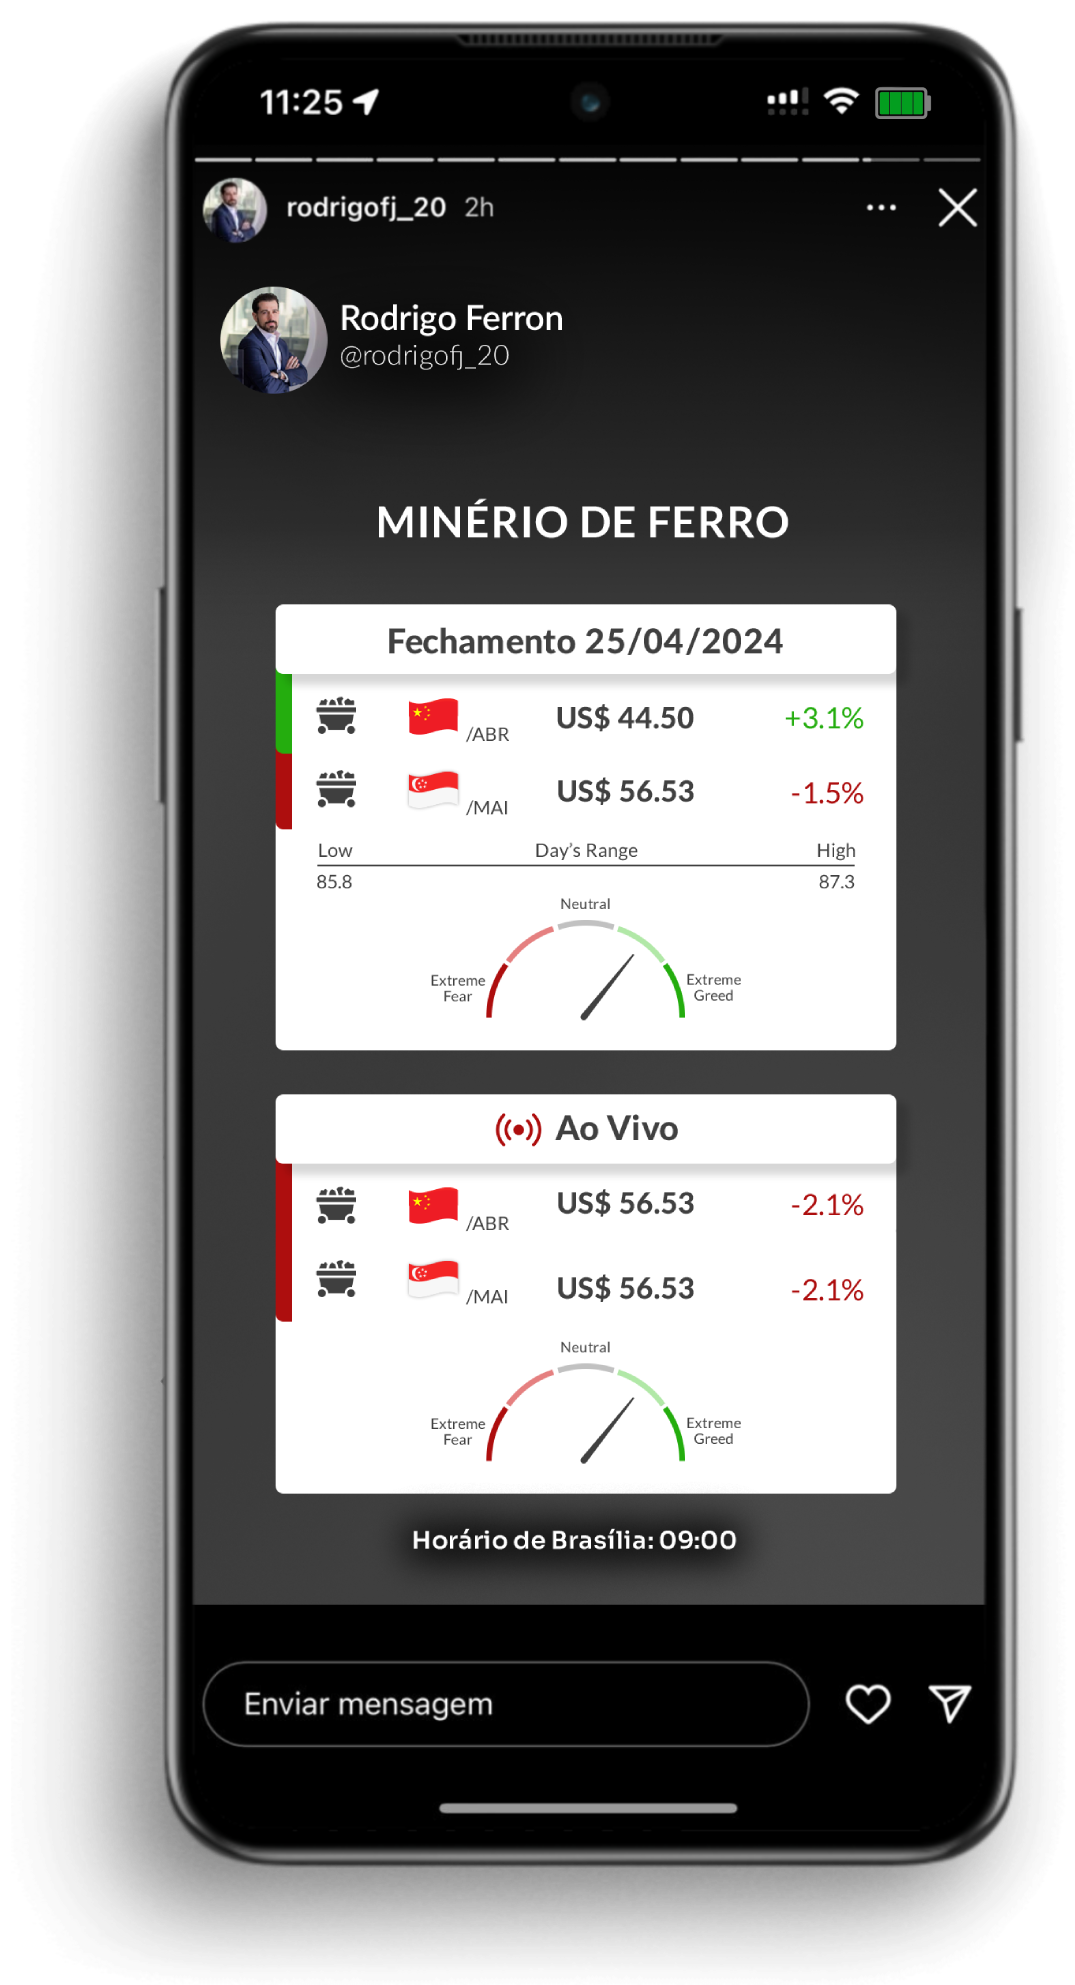 11:25
rodrigofj_20 2h
Rodrigo Ferron
@rodrigofj_20
MINÉRIO DE FERRO
Fechamento 25/04/2024
/ABR US$ 44.50 +3.1%
/MAI US$ 56.53 -1.5%
Low Day’s Range High
85.8 87.3
Neutral
Extreme Fear
Extreme Greed
Ao Vivo
/ABR US$ 56.53 -2.1%
/MAI US$ 56.53 -2.1%
Neutral
Extreme Fear
Extreme Greed
Horário de Brasília: 09:00
Enviar mensagem